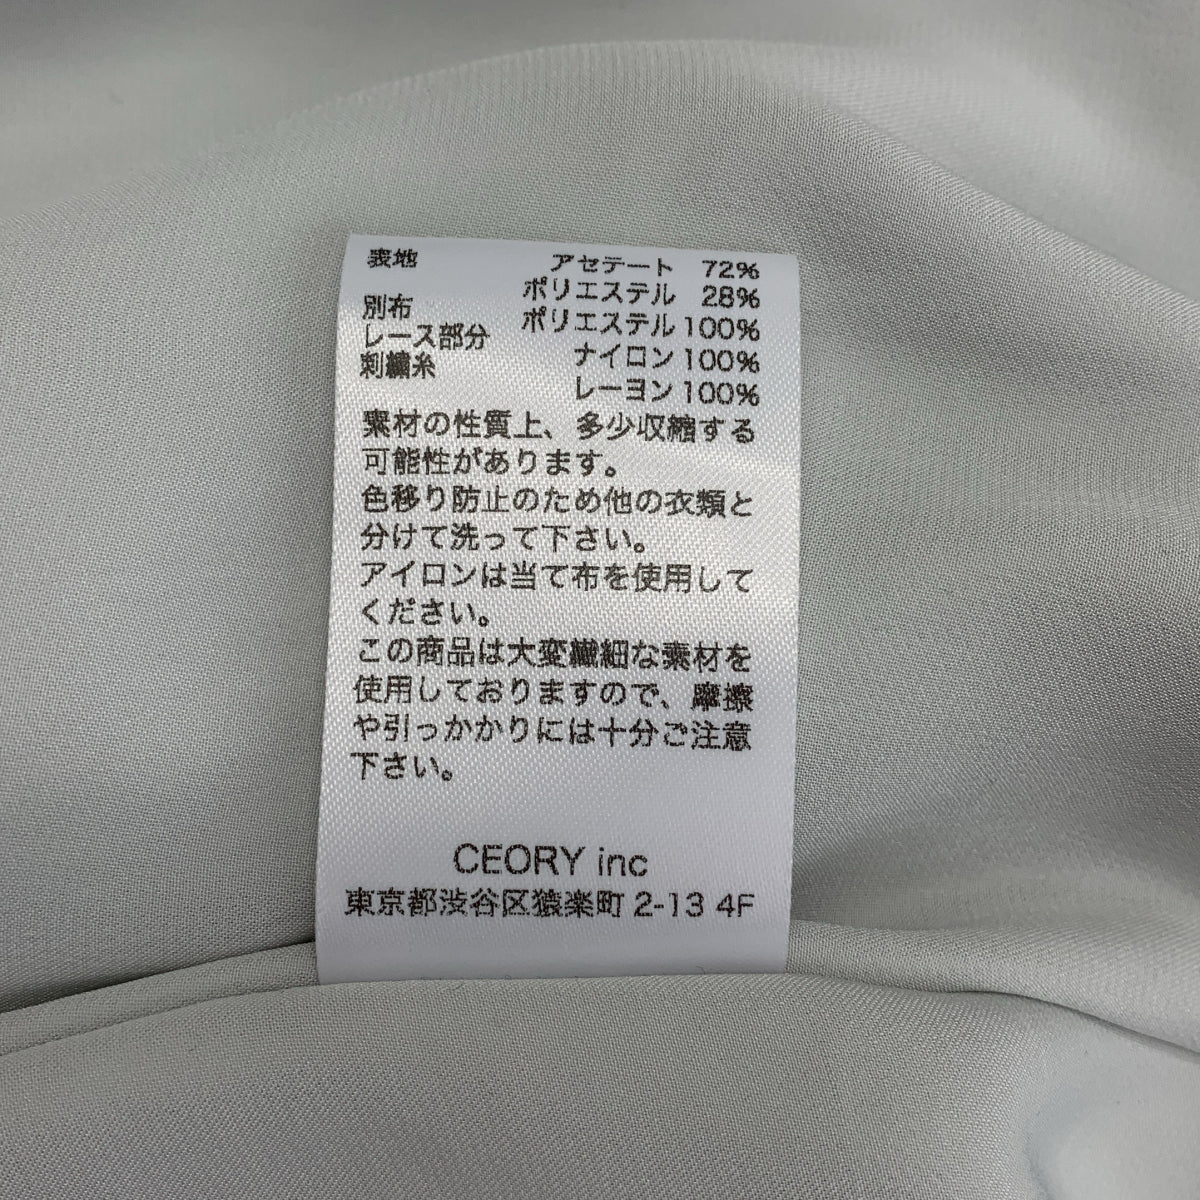 表地 アセテート 72%
ポリエステル 28%
別布 ポリエステル 100%
レース部分 ナイロン 100%
刺繍糸 レーヨン 100%
素材の性質上、多少収縮する
可能性があります。
色移り防止のため他の衣類と
分けて洗って下さい。
アイロンは当て布を使用して
ください。
この商品は大変繊細な素材を
使用しておりますので、摩擦
や引っかかりには十分ご注意
下さい。
CEORY inc
東京都渋谷区猿楽町 2-13 4F